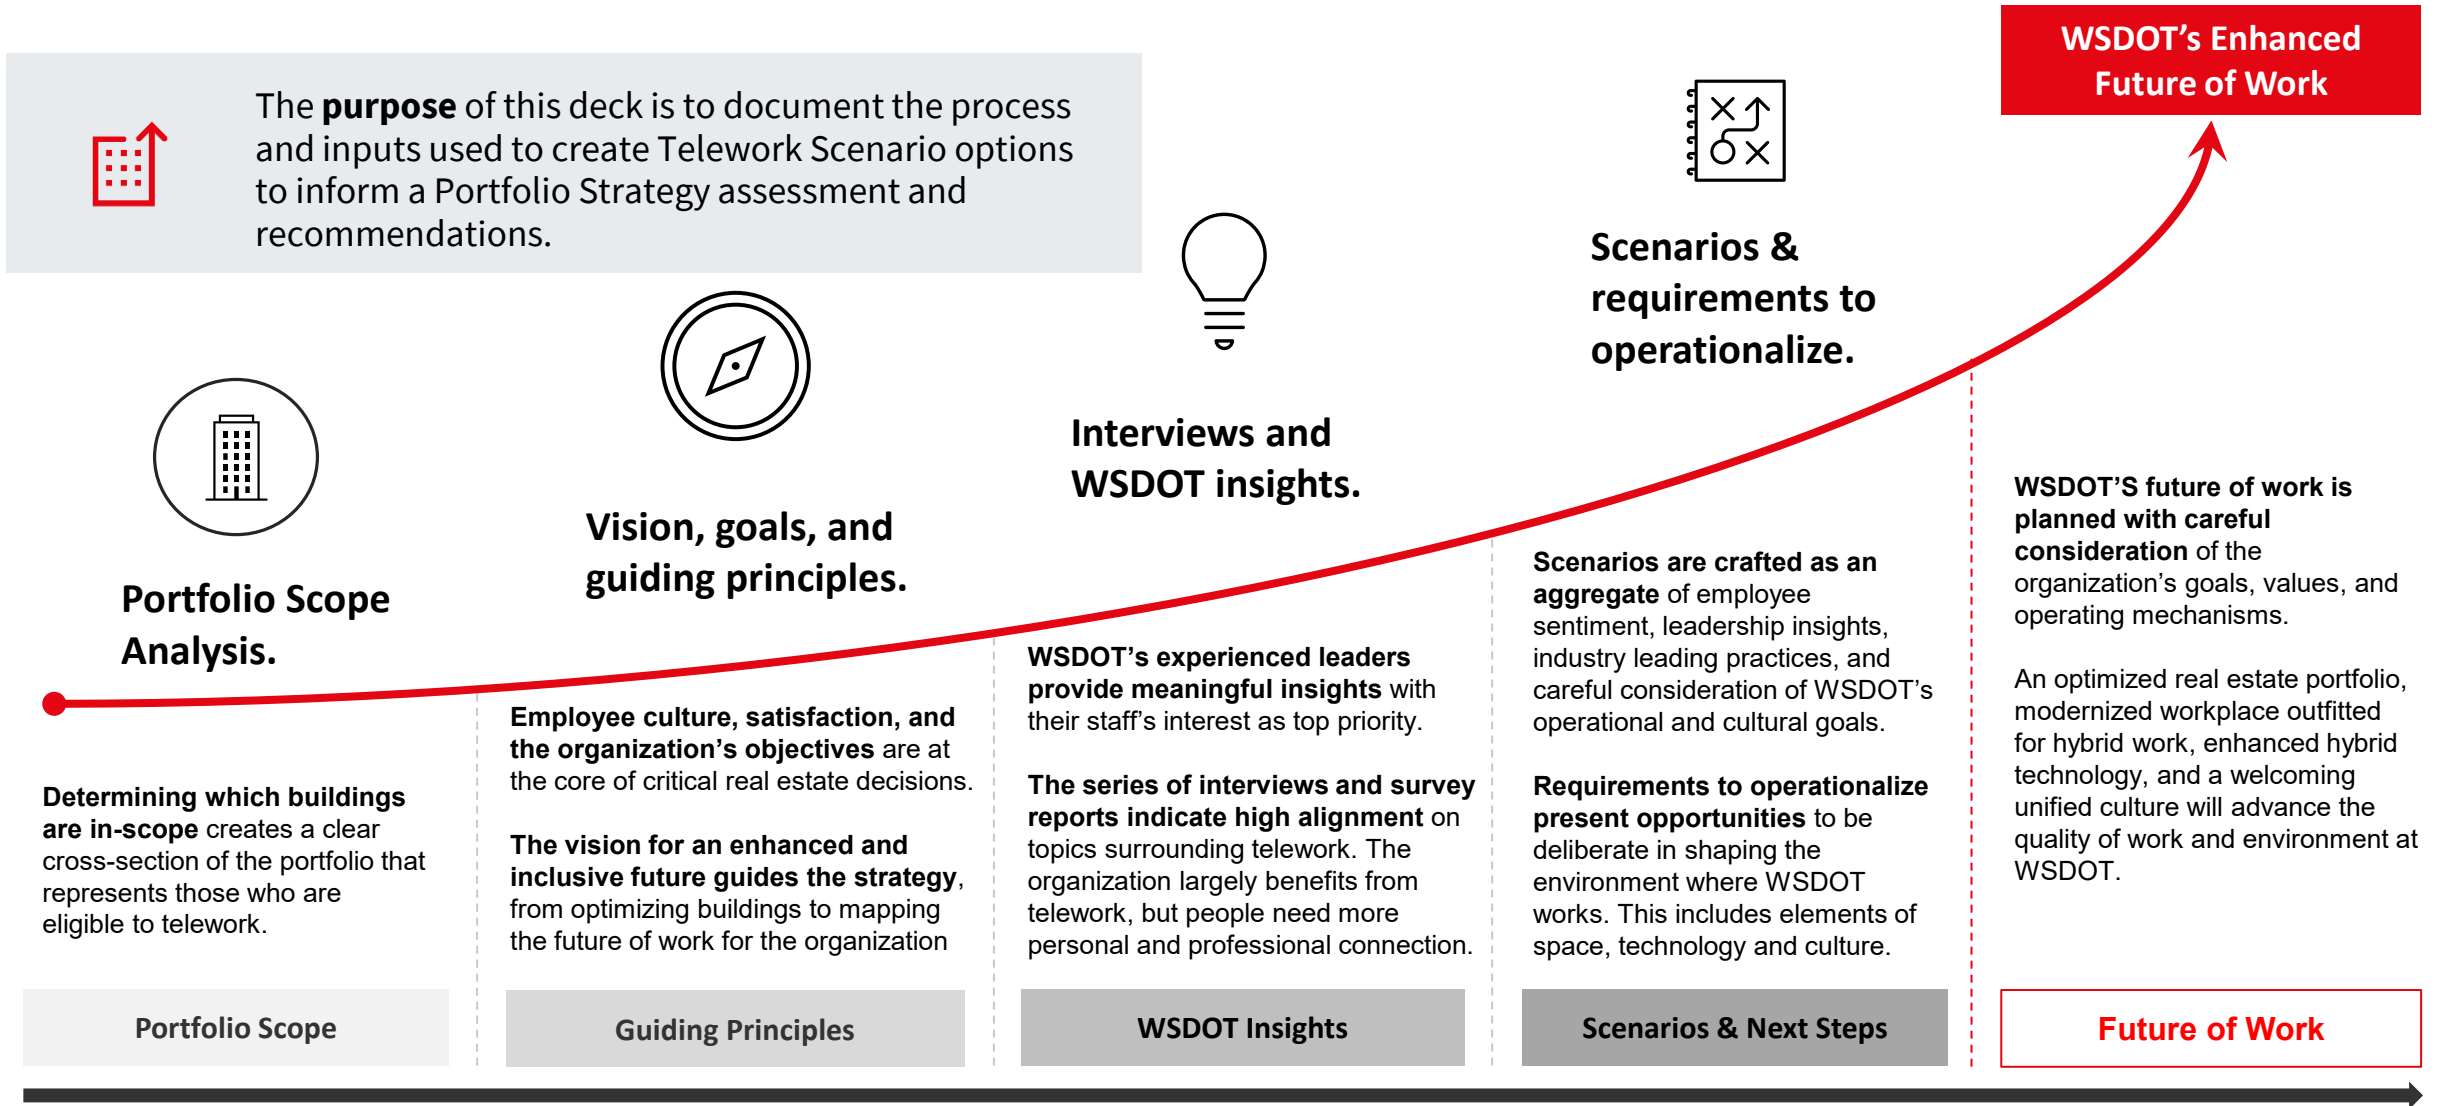 WSDOT's Enhanced
Future of Work
The purpose of this deck is to document the process
and inputs used to create Telework Scenario options
to inform a Portfolio Strategy assessment and
recommendations.
Portfolio Scope
Analysis.
Determining which buildings
are in-scope creates a clear
cross-section of the portfolio that
represents those who are
eligible to telework.
Portfolio Scope
Vision, goals, and
guiding principles.
Employee culture, satisfaction, and
the organization's objectives are at
the core of critical real estate decisions.
The vision for an enhanced and
inclusive future guides the strategy,
from optimizing buildings to mapping
the future of work for the organization
Guiding Principles
Interviews and
WSDOT insights.
WSDOT's experienced leaders
provide meaningful insights with
their staff's interest as top priority.
The series of interviews and survey
reports indicate high alignment on
topics surrounding telework. The
organization largely benefits from
telework, but people need more
personal and professional connection.
WSDOT Insights
Scenarios &
requirements to
operationalize.
Scenarios are crafted as an
aggregate of employee
sentiment, leadership insights,
industry leading practices, and
careful consideration of WSDOT's
operational and cultural goals.
Requirements to operationalize
present opportunities to be
deliberate in shaping the
environment where WSDOT
works. This includes elements of
space, technology and culture.
Scenarios & Next Steps
WSDOT'S future of work is
planned with careful
consideration of the
organization's goals, values, and
operating mechanisms.
An optimized real estate portfolio,
modernized workplace outfitted
for hybrid work, enhanced hybrid
technology, and a welcoming
unified culture will advance the
quality of work and environment at
WSDOT.
Future of Work